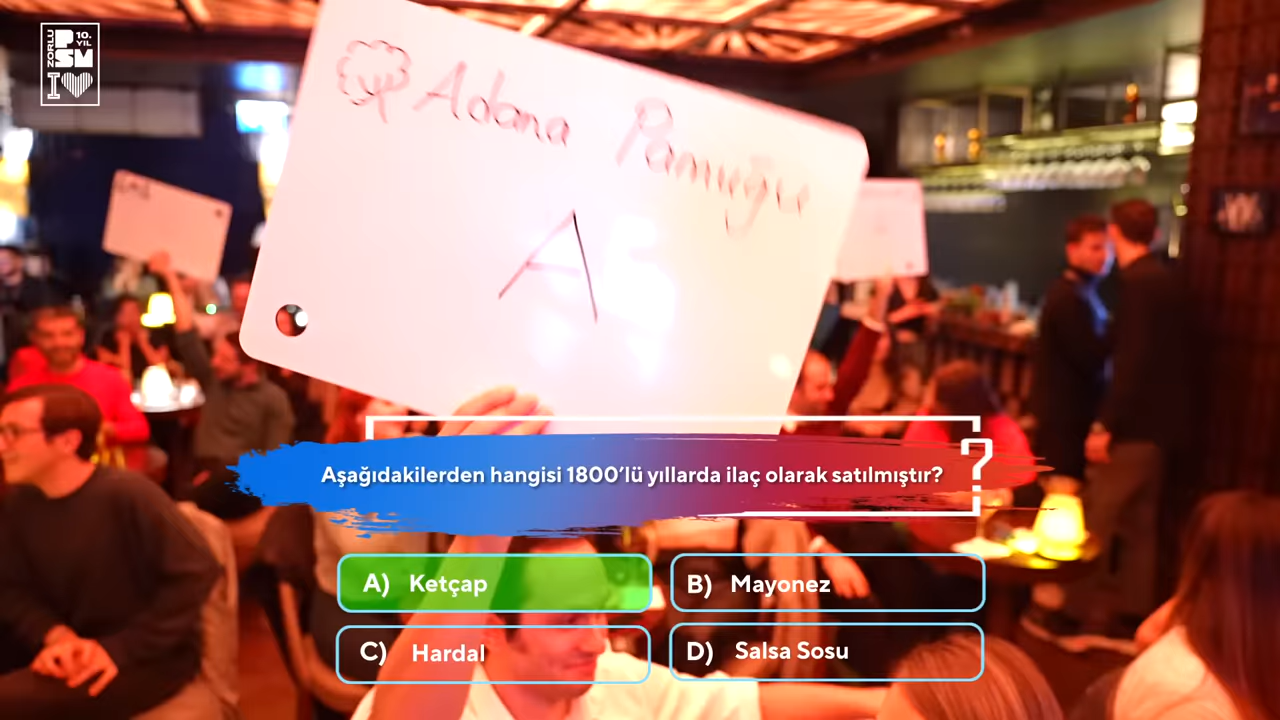 ZORLU
PSM
10.
YIL
I
Adana Pamuğu
A
Aşağıdakilerden hangisi 1800'lü yıllarda ilaç olarak satılmıştır?
?
A) Ketçap
B) Mayonez
C) Hardal
D) Salsa Sosu